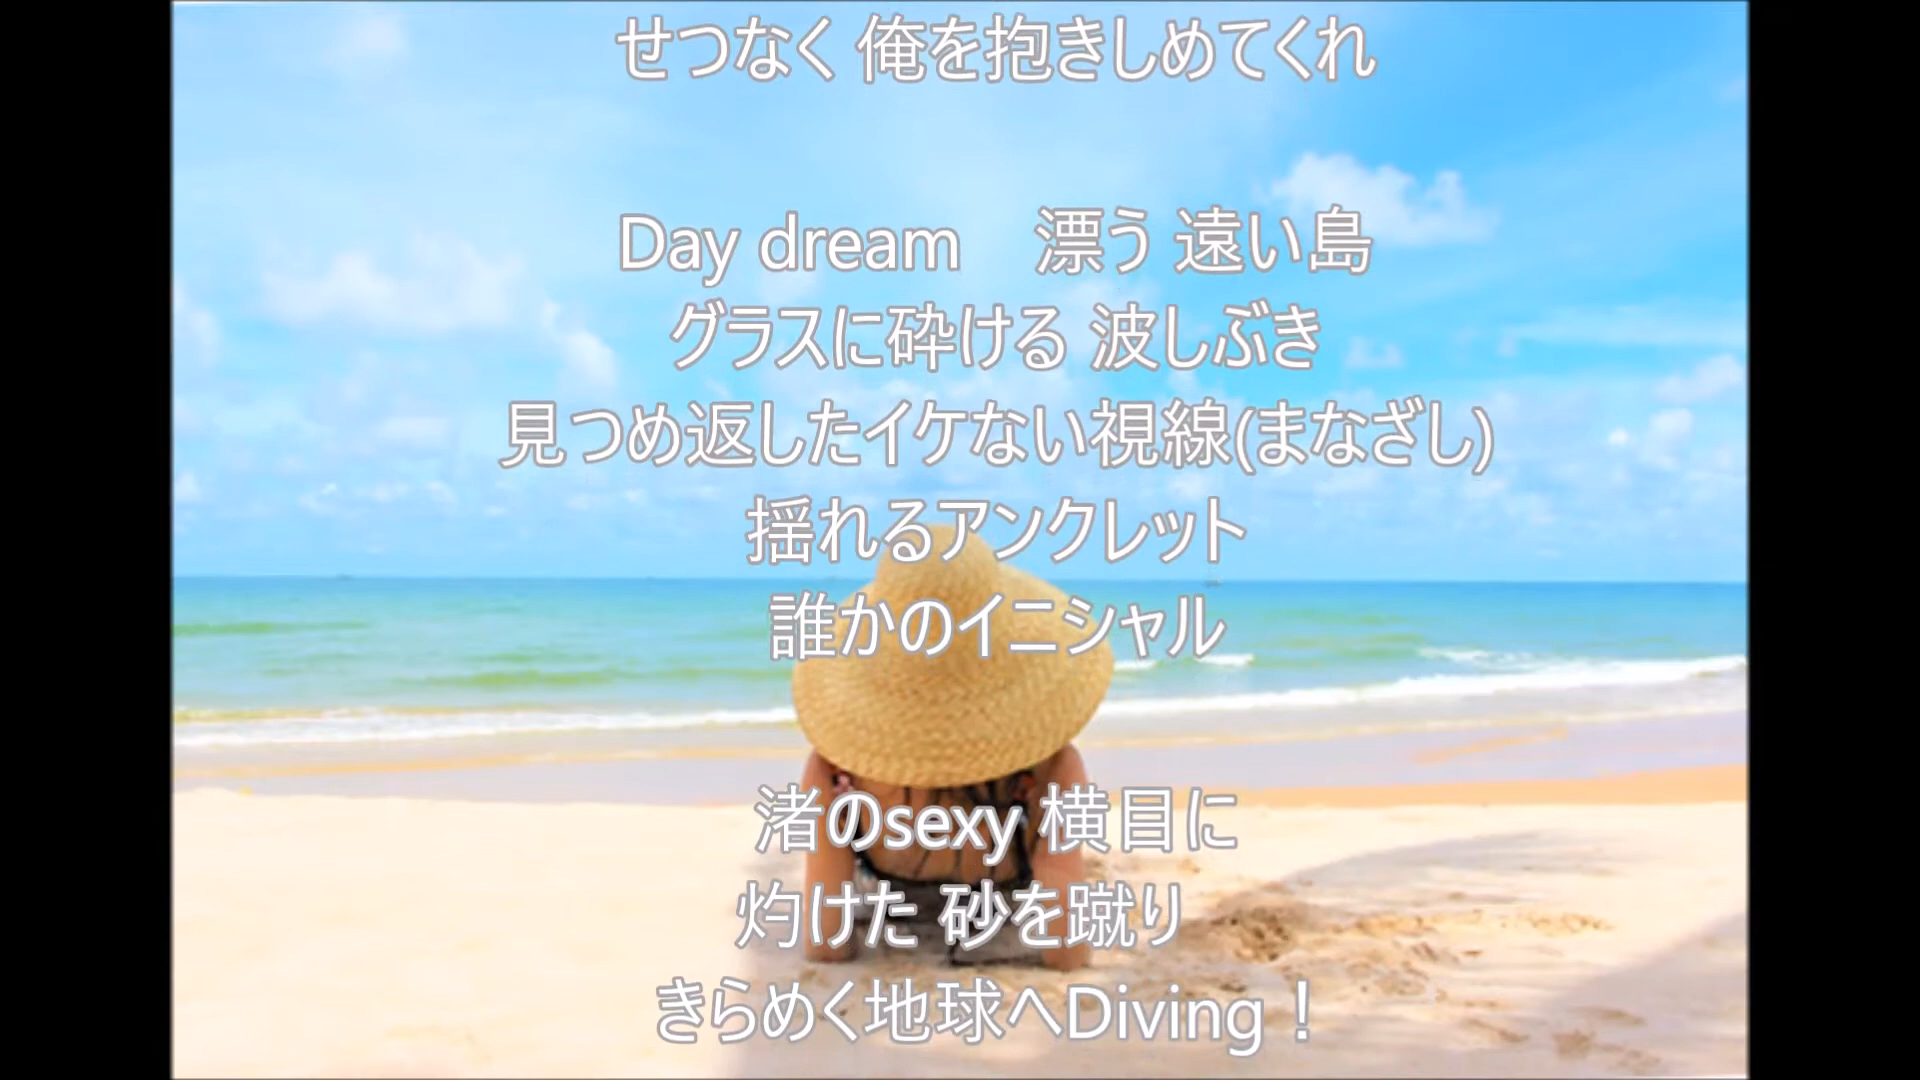 せつなく 俺を抱きしめてくれ
Day dream　漂う 遠い島
グラスに砕ける 波しぶき
見つめ返したイケない視線(まなざし)
揺れるアンクレット
誰かのイニシャル
渚のsexy 横目に
灼けた 砂を蹴り
きらめく地球へDiving！